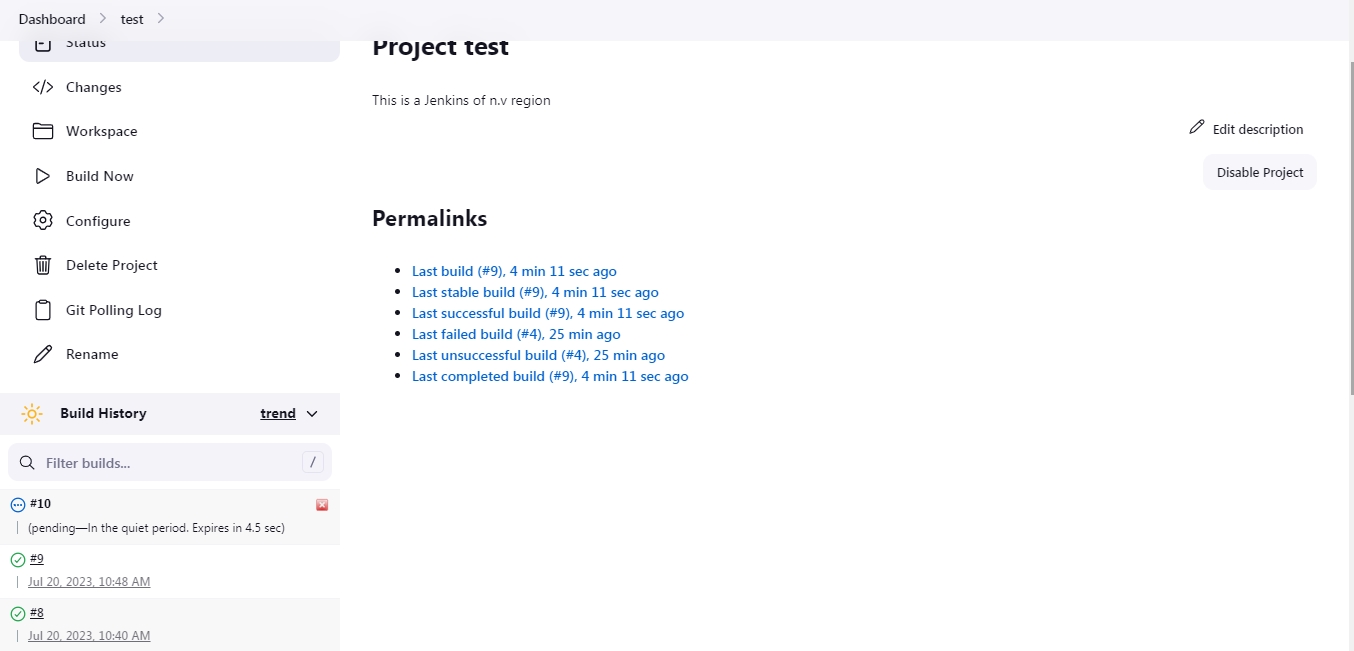 Dashboard > test >
Status
Changes
Workspace
Build Now
Configure
Delete Project
Git Polling Log
Rename
Build History trend
Filter builds... /
#10
(pending—In the quiet period. Expires in 4.5 sec)
#9
Jul 20, 2023, 10:48 AM
#8
Jul 20, 2023, 10:40 AM
Project test
This is a Jenkins of n.v region
Edit description
Disable Project
Permalinks
Last build (#9), 4 min 11 sec ago
Last stable build (#9), 4 min 11 sec ago
Last successful build (#9), 4 min 11 sec ago
Last failed build (#4), 25 min ago
Last unsuccessful build (#4), 25 min ago
Last completed build (#9), 4 min 11 sec ago